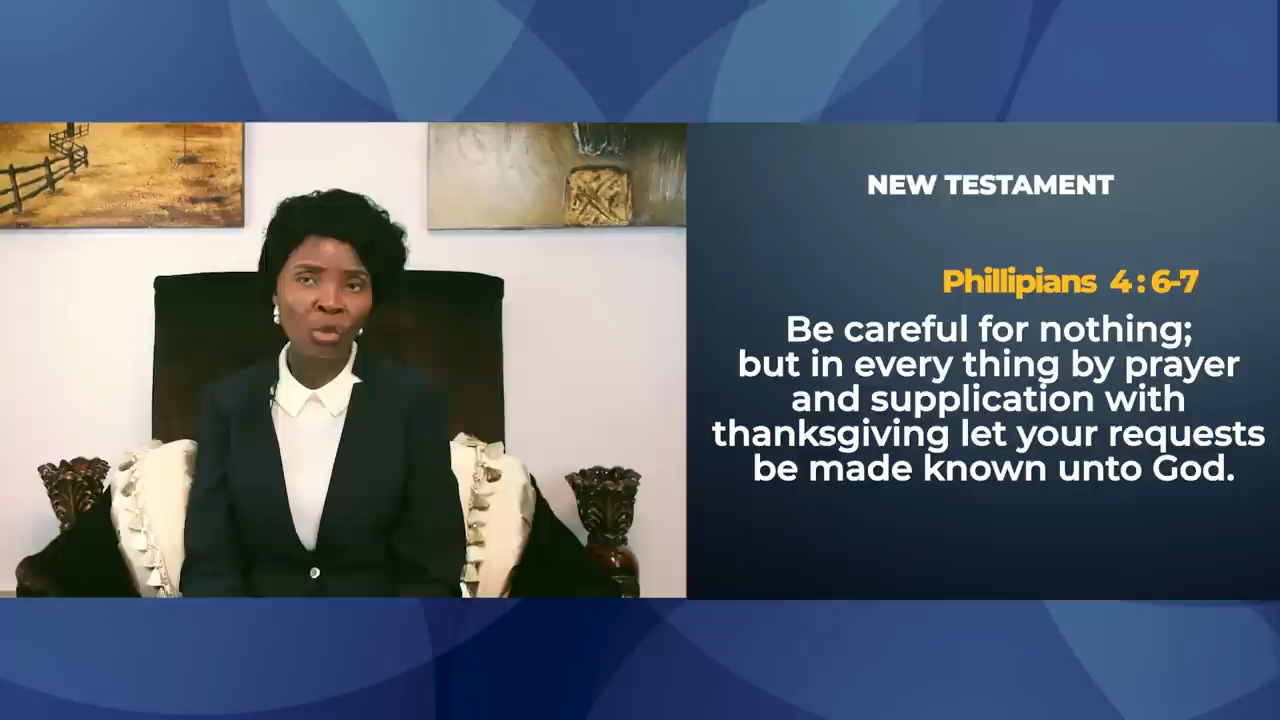 NEW TESTAMENT
Phillipians 4:6-7
Be careful for nothing;
but in every thing by prayer
and supplication with
thanksgiving let your requests
be made known unto God.